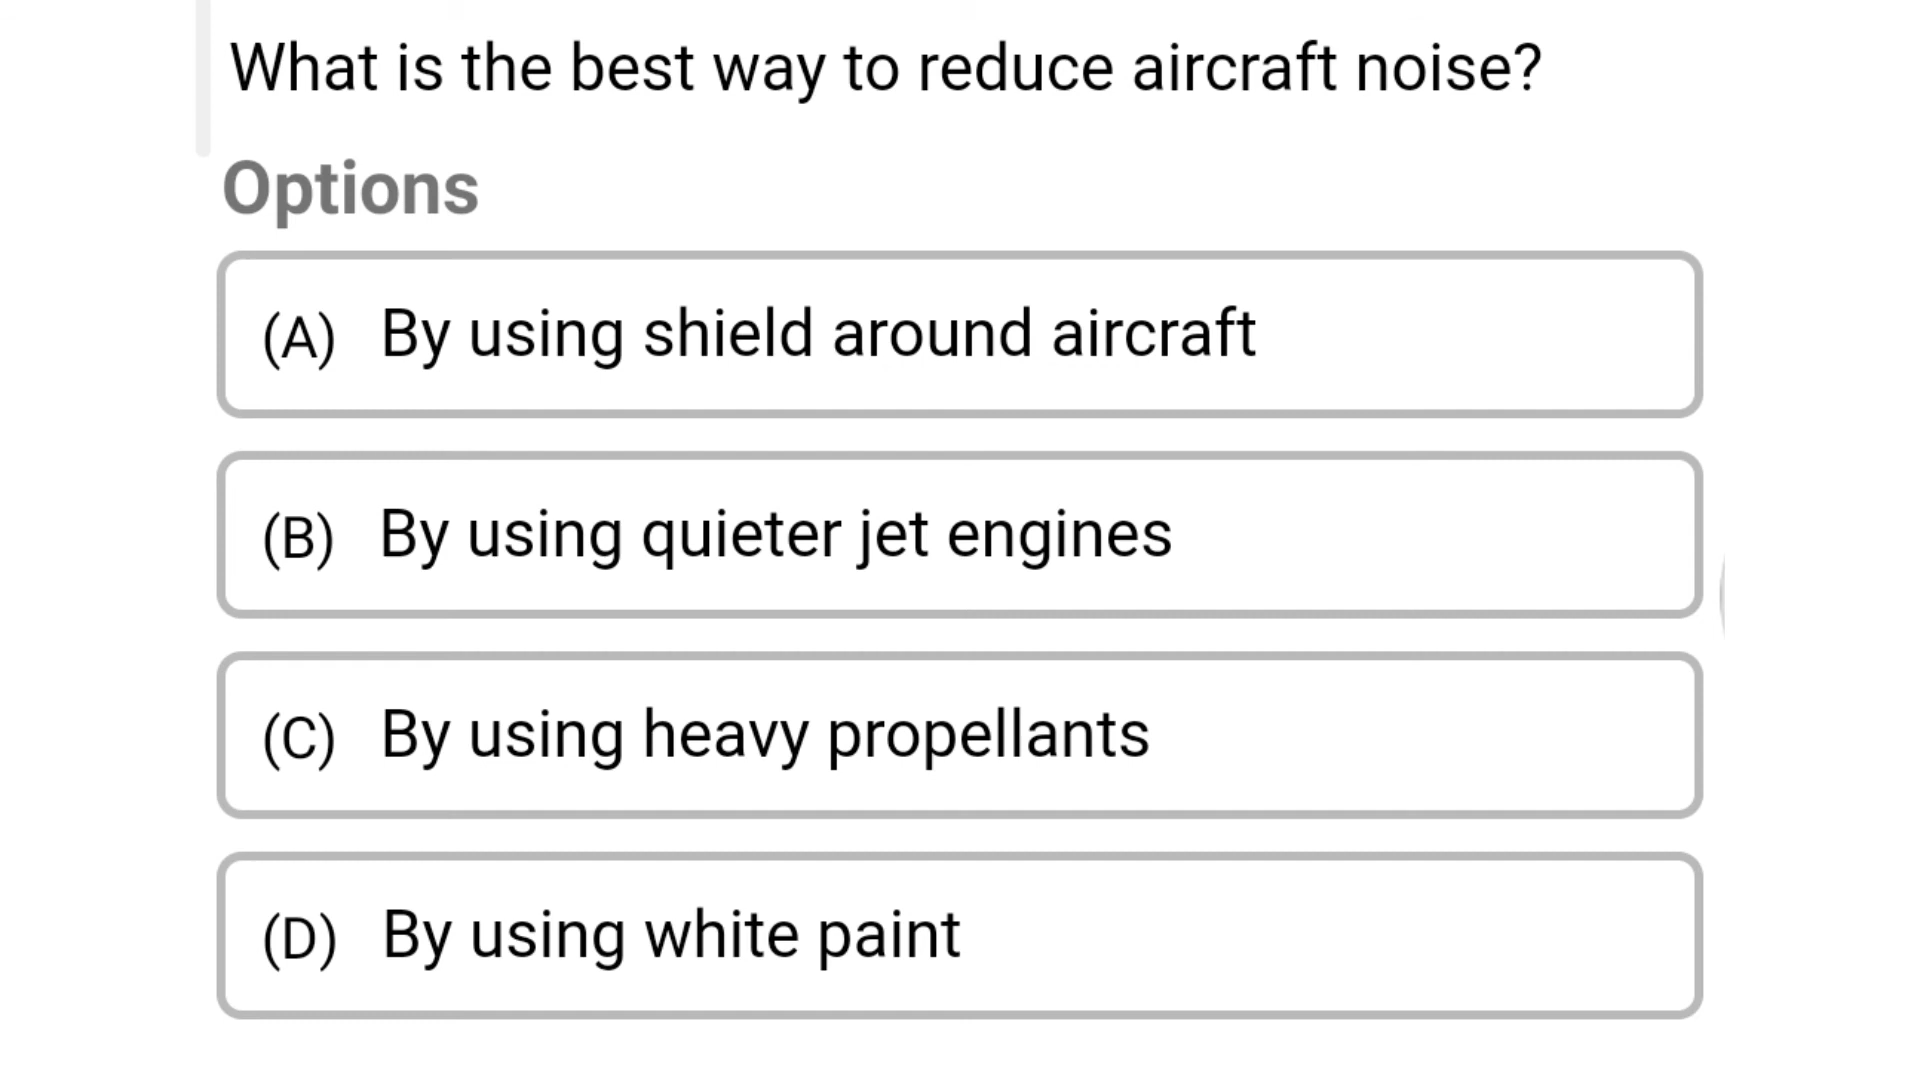 What is the best way to reduce aircraft noise?
Options
(A) By using shield around aircraft
(B) By using quieter jet engines
(C) By using heavy propellants
(D) By using white paint